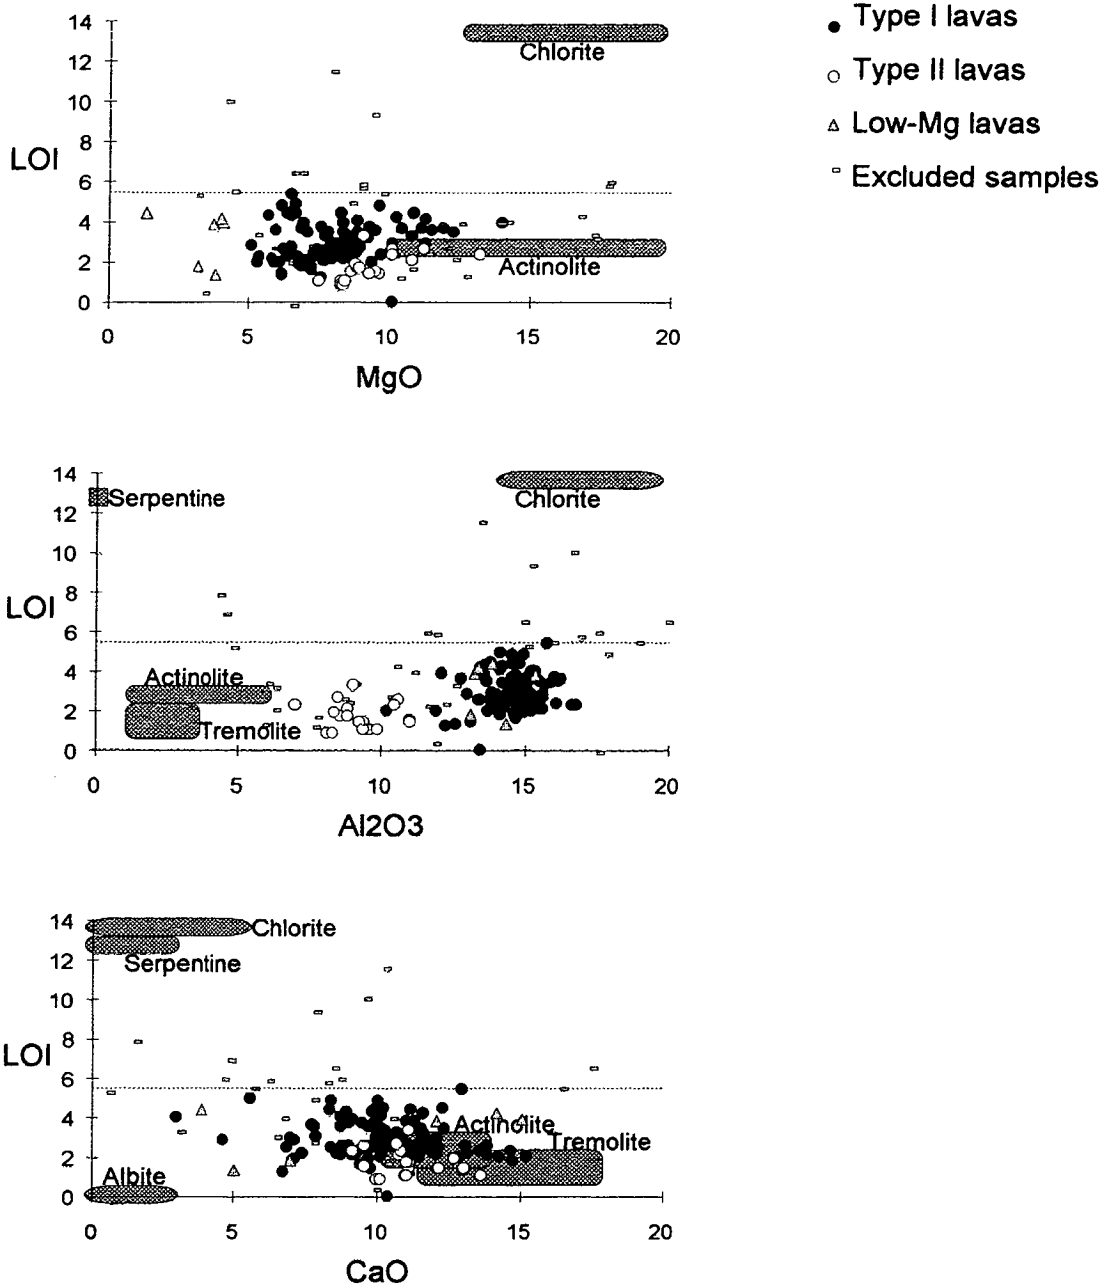 14
12
10
8
6
4
2
0
LOI
Chlorite
Actinolite
0 5 10 15 20
MgO
Type I lavas
Type II lavas
Low-Mg lavas
Excluded samples
14
12
10
8
6
4
2
0
LOI
Serpentine
Chlorite
Actinolite
Tremolite
0 5 10 15 20
Al2O3
14
12
10
8
6
4
2
0
LOI
Chlorite
Serpentine
Actinolite
Tremolite
Albite
0 5 10 15 20
CaO